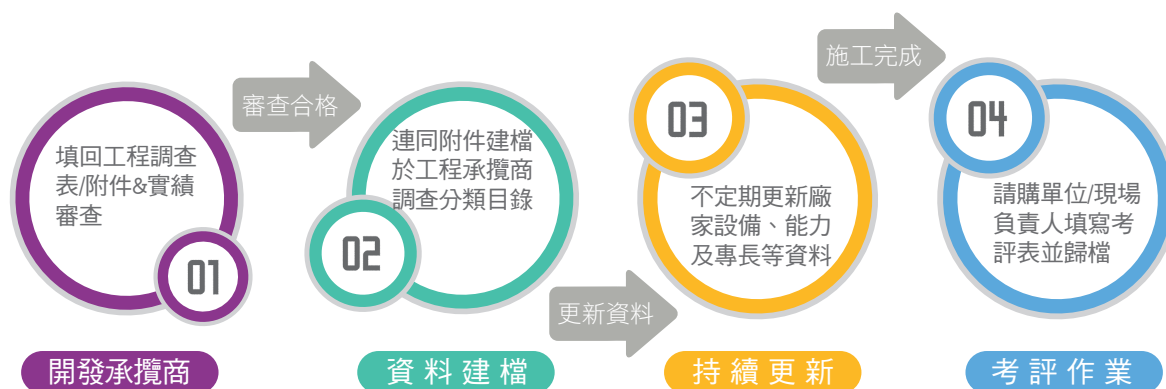 填回工程調查
表/附件&實績
審查
01
開發承攬商
審查合格
連同附件建檔
於工程承攬商
調查分類目錄
02
資料建檔
更新資料
03
不定期更新廠
家設備、能力
及專長等資料
持續更新
施工完成
04
請購單位/現場
負責人填寫考
評表並歸檔
考評作業